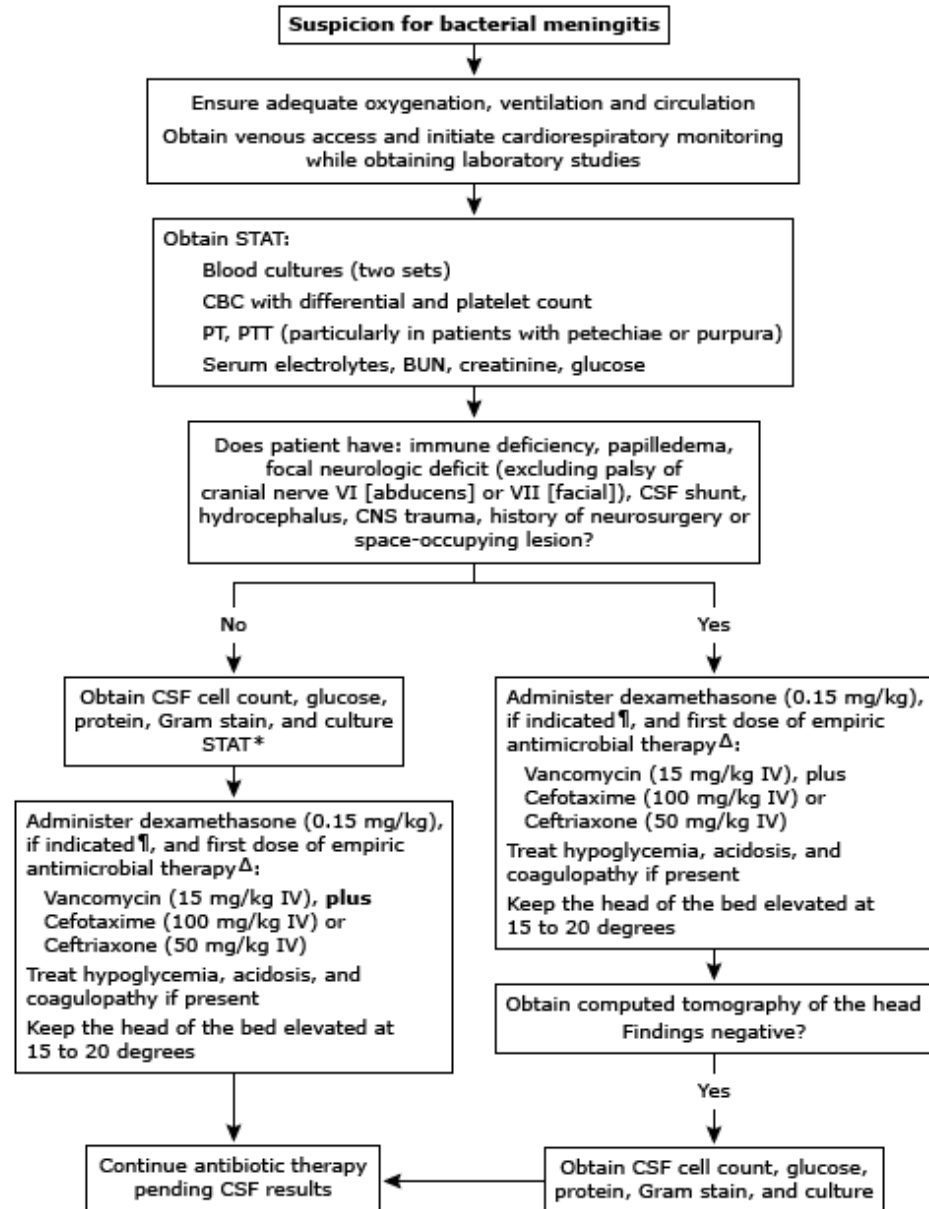 Suspicion for bacterial meningitis
Ensure adequate oxygenation, ventilation and circulation
Obtain venous access and initiate cardiorespiratory monitoring
while obtaining laboratory studies
Obtain STAT:
Blood cultures (two sets)
CBC with differential and platelet count
PT, PTT (particularly in patients with petechiae or purpura)
Serum electrolytes, BUN, creatinine, glucose
Does patient have: immune deficiency, papilledema,
focal neurologic deficit (excluding palsy of
cranial nerve VI [abducens] or VII [facial]), CSF shunt,
hydrocephalus, CNS trauma, history of neurosurgery or
space-occupying lesion?
No
Obtain CSF cell count, glucose,
protein, Gram stain, and culture
STAT*
Administer dexamethasone (0.15 mg/kg),
if indicated¶, and first dose of empiric
antimicrobial therapyΔ:
Vancomycin (15 mg/kg IV), plus
Cefotaxime (100 mg/kg IV) or
Ceftriaxone (50 mg/kg IV)
Treat hypoglycemia, acidosis, and
coagulopathy if present
Keep the head of the bed elevated at
15 to 20 degrees
Yes
Administer dexamethasone (0.15 mg/kg),
if indicated¶, and first dose of empiric
antimicrobial therapyΔ:
Vancomycin (15 mg/kg IV), plus
Cefotaxime (100 mg/kg IV) or
Ceftriaxone (50 mg/kg IV)
Treat hypoglycemia, acidosis, and
coagulopathy if present
Keep the head of the bed elevated at
15 to 20 degrees
Obtain computed tomography of the head
Findings negative?
Yes
Obtain CSF cell count, glucose,
protein, Gram stain, and culture
Continue antibiotic therapy
pending CSF results